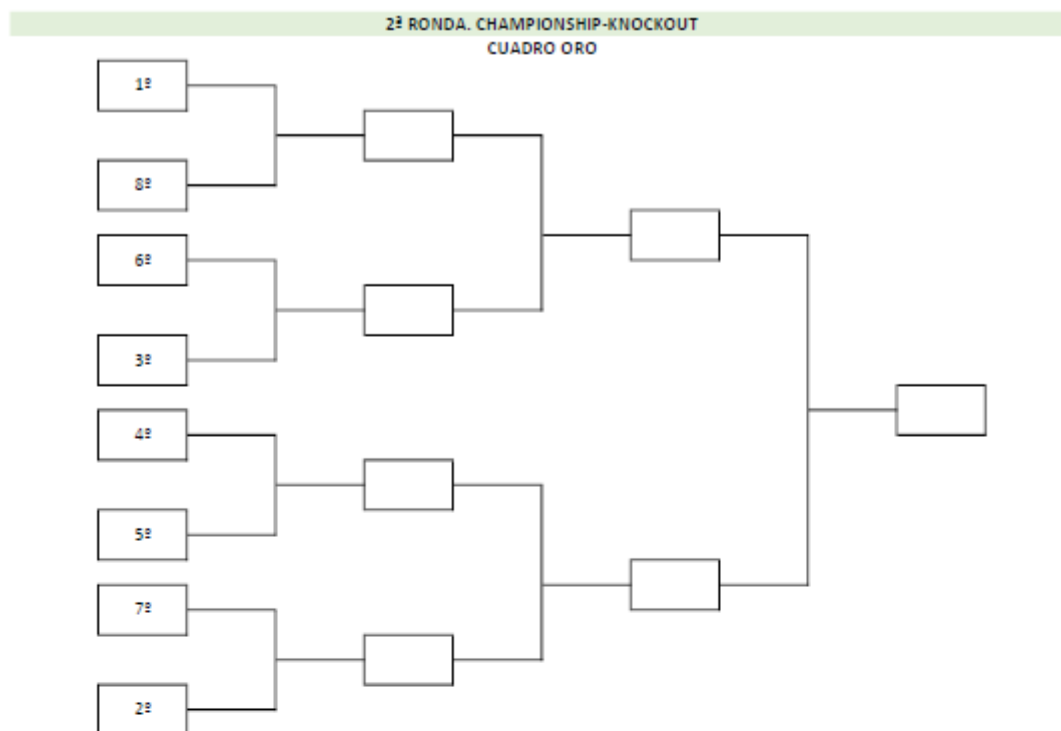 2ª RONDA. CHAMPIONSHIP-KNOCKOUT
CUADRO ORO
1º
8º
6º
3º
4º
5º
7º
2º